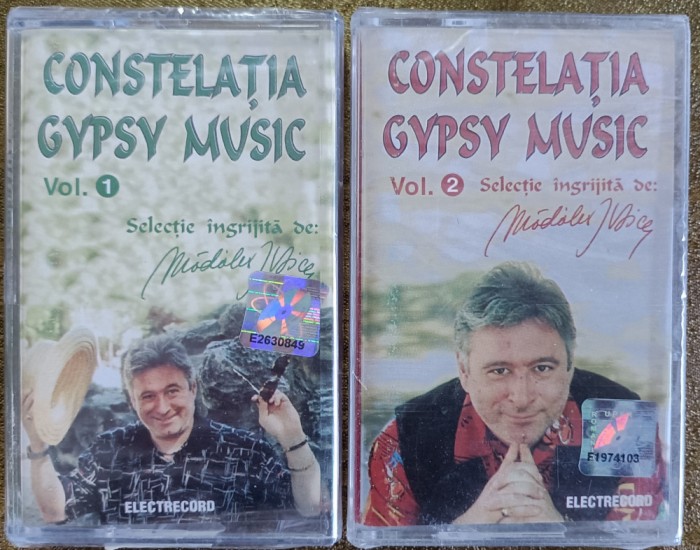 CONSTELAȚIA
GYPSY MUSIC
Vol. 1
Selecție îngrijită de:
E2630849
ELECTRECORD
CONSTELAȚIA
GYPSY MUSIC
Vol. 2 Selecție îngrijită de:
E1974103
ELECTRECORD